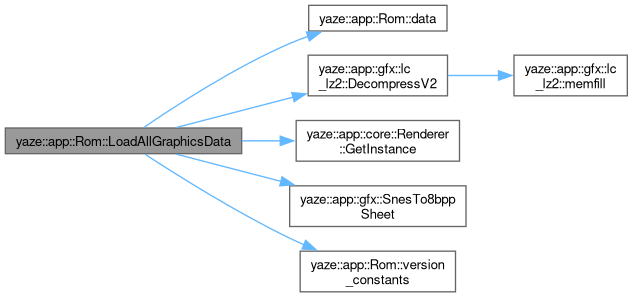 yaze::app::Rom::data
yaze::app::gfx::lc
_lz2::DecompressV2
yaze::app::gfx::lc
_lz2::memfill
yaze::app::Rom::LoadAllGraphicsData
yaze::app::core::Renderer
::GetInstance
yaze::app::gfx::SnesTo8bpp
Sheet
yaze::app::Rom::version
_constants